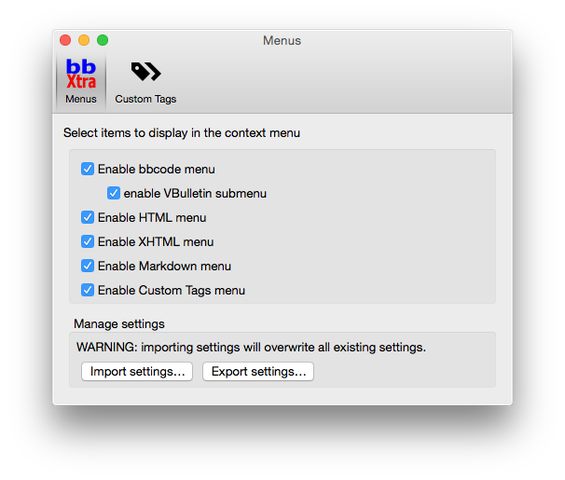 Menus
bb
Xtra
Menus
Custom Tags
Select items to display in the context menu
Enable bbcode menu
enable VBulletin submenu
Enable HTML menu
Enable XHTML menu
Enable Markdown menu
Enable Custom Tags menu
Manage settings
WARNING: importing settings will overwrite all existing settings.
Import settings... Export settings...